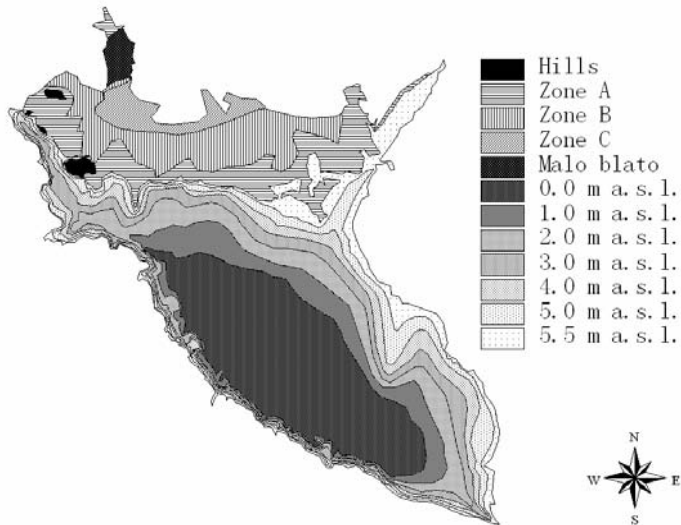 Hills
Zone A
Zone B
Zone C
Malo blato
0.0 m a.s.l.
1.0 m a.s.l.
2.0 m a.s.l.
3.0 m a.s.l.
4.0 m a.s.l.
5.0 m a.s.l.
5.5 m a.s.l.
N
W E
S